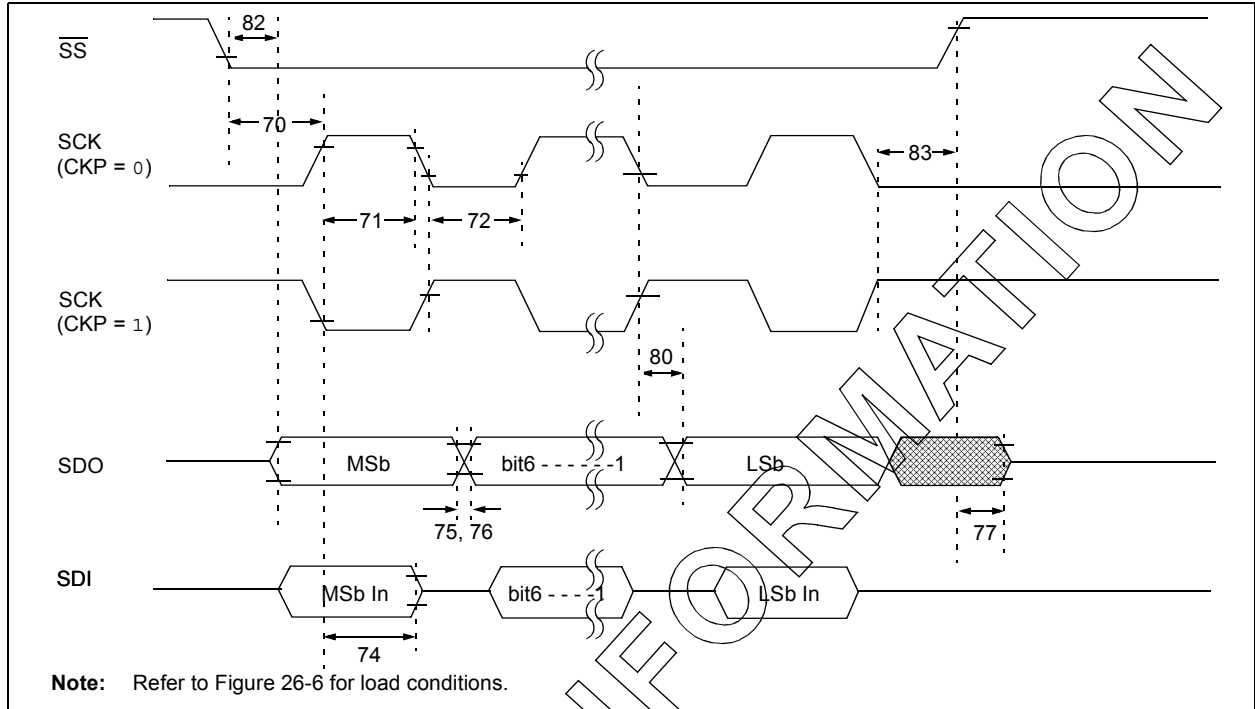 82
SS
70
SCK
(CKP = 0)
83
71
72
SCK
(CKP = 1)
80
SDO
MSb
bit6 - - - - - -1
LSb
75, 76
77
SDI
MSb In
bit6 - - - -1
LSb In
74
Note: Refer to Figure 26-6 for load conditions.
INFORMATION